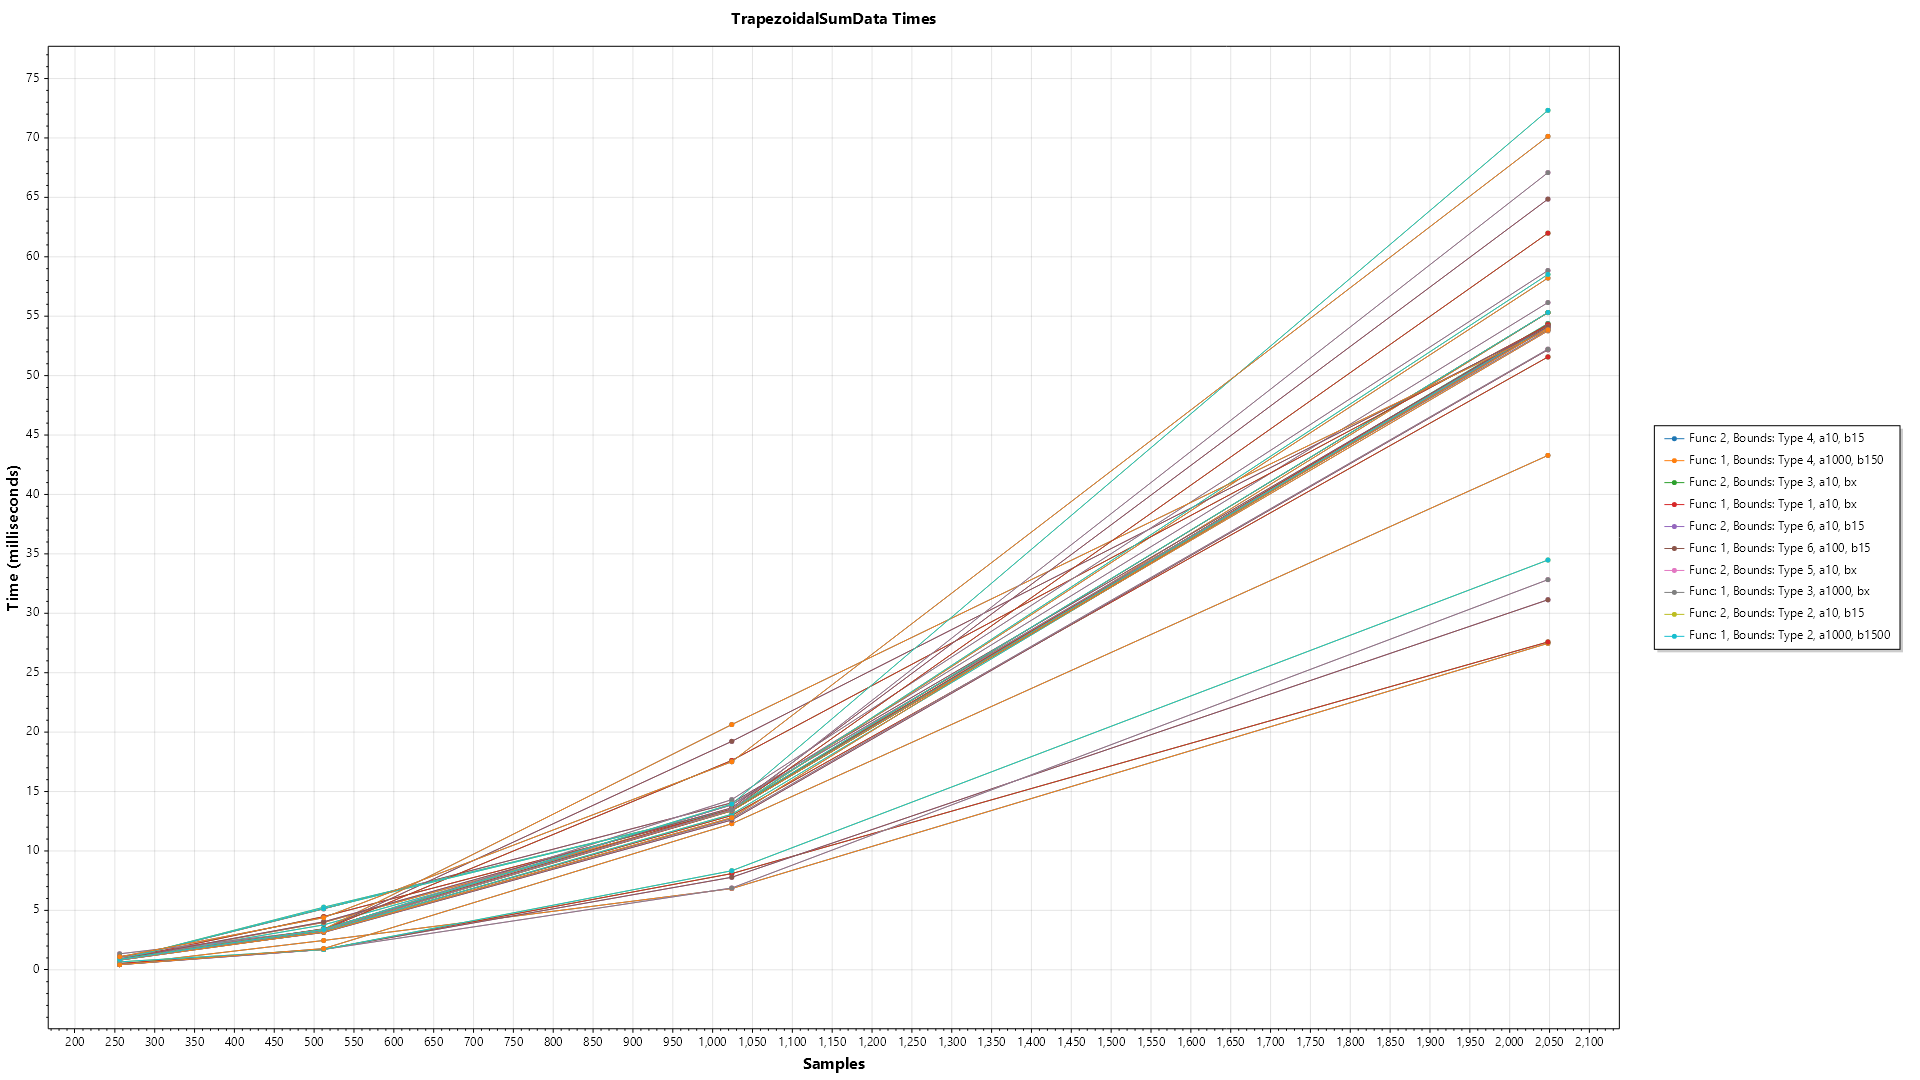 TrapezoidalSumData Times
75
70
65
60
55
50
45
40
35
30
25
20
15
10
5
0
Time (milliseconds)
200 250 300 350 400 450 500 550 600 650 700 750 800 850 900 950 1,000 1,050 1,100 1,150 1,200 1,250 1,300 1,350 1,400 1,450 1,500 1,550 1,600 1,650 1,700 1,750 1,800 1,850 1,900 1,950 2,000 2,050 2,100
Samples
Func: 2, Bounds: Type 4, a10, b15
Func: 1, Bounds: Type 4, a1000, b150
Func: 2, Bounds: Type 3, a10, bx
Func: 1, Bounds: Type 1, a10, bx
Func: 2, Bounds: Type 6, a10, b15
Func: 1, Bounds: Type 6, a100, b15
Func: 2, Bounds: Type 5, a10, bx
Func: 1, Bounds: Type 3, a1000, bx
Func: 2, Bounds: Type 2, a10, b15
Func: 1, Bounds: Type 2, a1000, b1500